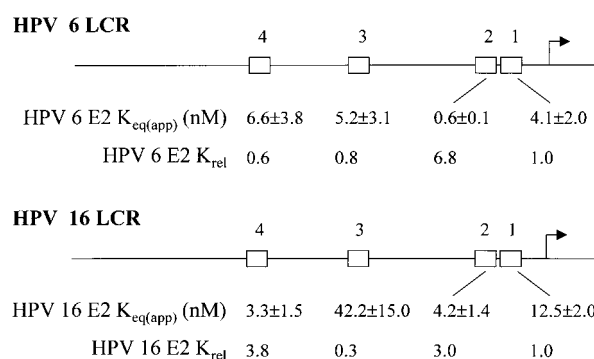 HPV 6 LCR
4 3 2 1
HPV 6 E2 Keq(app) (nM) 6.6±3.8 5.2±3.1 0.6±0.1 4.1±2.0
HPV 6 E2 Krel 0.6 0.8 6.8 1.0
HPV 16 LCR
4 3 2 1
HPV 16 E2 Keq(app) (nM) 3.3±1.5 42.2±15.0 4.2±1.4 12.5±2.0
HPV 16 E2 Krel 3.8 0.3 3.0 1.0